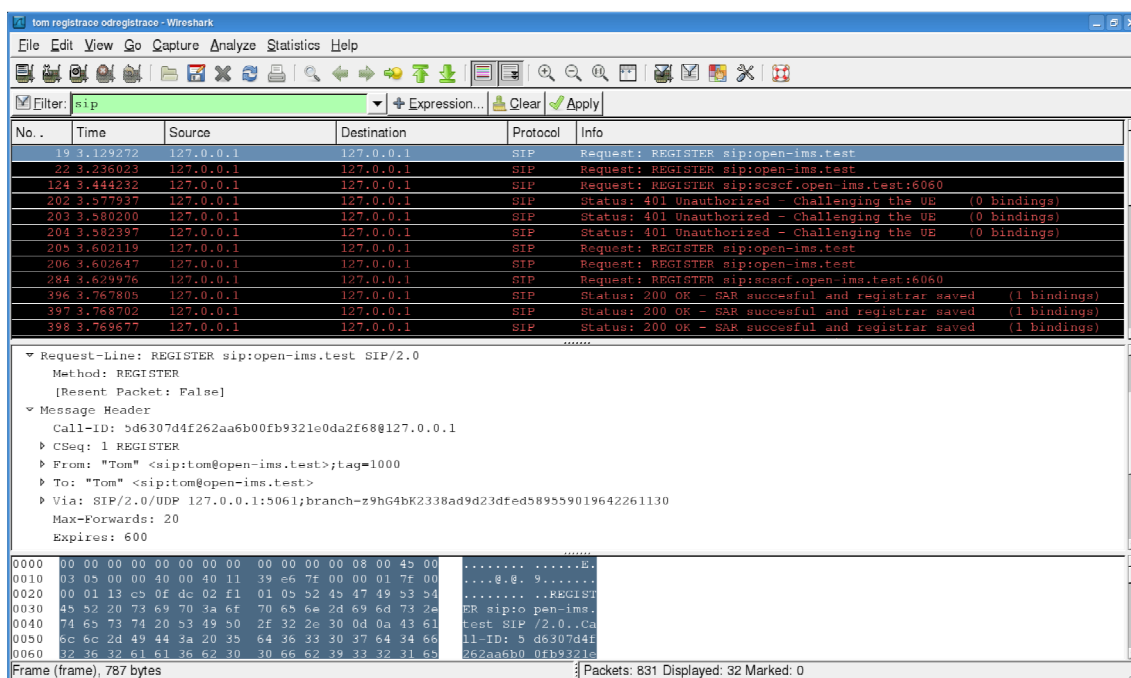 tom registrace odregistrace - Wireshark
File Edit View Go Capture Analyze Statistics Help
Filter: sip Expression... Clear Apply
No. . Time Source Destination Protocol Info
19 3.129272 127.0.0.1 127.0.0.1 SIP Request: REGISTER sip:open-ims.test
22 3.236023 127.0.0.1 127.0.0.1 SIP Request: REGISTER sip:open-ims.test
124 3.444232 127.0.0.1 127.0.0.1 SIP Request: REGISTER sip:scscf.open-ims.test:6060
202 3.577937 127.0.0.1 127.0.0.1 SIP Status: 401 Unauthorized - Challenging the UE (0 bindings)
203 3.580200 127.0.0.1 127.0.0.1 SIP Status: 401 Unauthorized - Challenging the UE (0 bindings)
204 3.582397 127.0.0.1 127.0.0.1 SIP Status: 401 Unauthorized - Challenging the UE (0 bindings)
205 3.602119 127.0.0.1 127.0.0.1 SIP Request: REGISTER sip:open-ims.test
206 3.602647 127.0.0.1 127.0.0.1 SIP Request: REGISTER sip:open-ims.test
284 3.629976 127.0.0.1 127.0.0.1 SIP Request: REGISTER sip:scscf.open-ims.test:6060
396 3.767805 127.0.0.1 127.0.0.1 SIP Status: 200 OK - SAR succesful and registrar saved (1 bindings)
397 3.768702 127.0.0.1 127.0.0.1 SIP Status: 200 OK - SAR succesful and registrar saved (1 bindings)
398 3.769677 127.0.0.1 127.0.0.1 SIP Status: 200 OK - SAR succesful and registrar saved (1 bindings)
Request-Line: REGISTER sip:open-ims.test SIP/2.0
Method: REGISTER
[Resent Packet: False]
Message Header
Call-ID: 5d6307d4f262aa6b00fb9321e0da2f68@127.0.0.1
CSeq: 1 REGISTER
From: "Tom" <sip:tom@open-ims.test>;tag=1000
To: "Tom" <sip:tom@open-ims.test>
Via: SIP/2.0/UDP 127.0.0.1:5061;branch=z9hG4bK2338ad9d23dfed589559019642261130
Max-Forwards: 20
Expires: 600
0000 00 00 00 00 00 00 00 00 00 00 00 00 08 00 45 00 ........ ......E.
0010 03 05 00 00 40 00 40 11 39 e6 7f 00 00 01 7f 00 ....@.@. 9.......
0020 00 01 13 c5 0f dc 02 f1 01 05 52 45 47 49 53 54 ........ ..REGIST
0030 45 52 20 73 69 70 3a 6f 70 65 6e 2d 69 6d 73 2e ER sip:o pen-ims.
0040 74 65 73 74 20 53 49 50 2f 32 2e 30 0d 0a 43 61 test SIP /2.0..Ca
0050 6c 6c 2d 49 44 3a 20 35 64 36 33 30 37 64 34 66 ll-ID: 5 d6307d4f
0060 32 36 32 61 61 36 62 30 30 66 62 39 33 32 31 65 262aa6b0 0fb9321e
Frame (frame), 787 bytes Packets: 831 Displayed: 32 Marked: 0